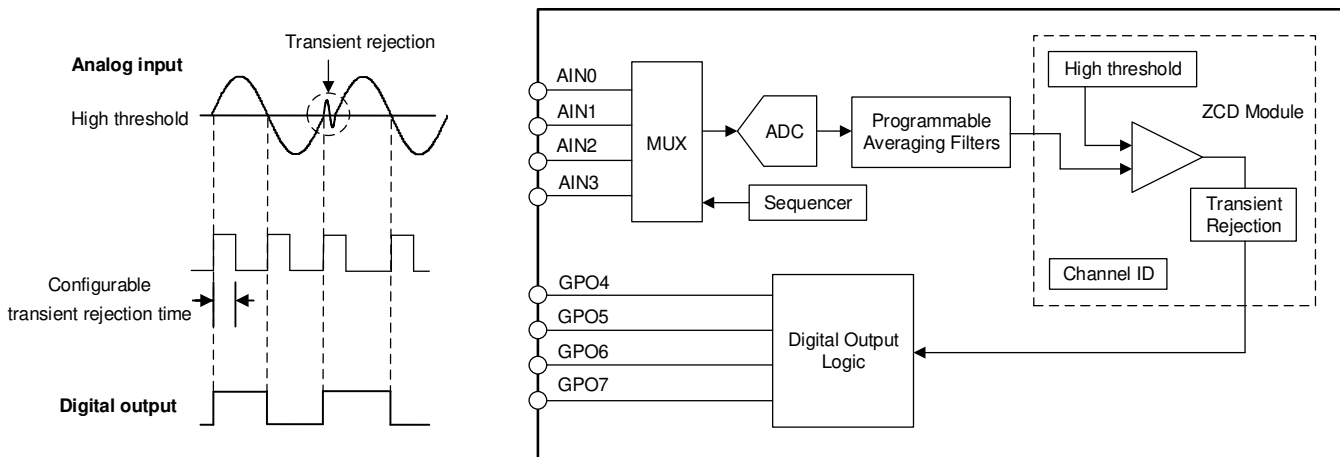 Transient rejection
Analog input
High threshold
Configurable
transient rejection time
Digital output
AIN0
AIN1
AIN2
AIN3
MUX
ADC
Programmable
Averaging Filters
Sequencer
High threshold
ZCD Module
Transient
Rejection
Channel ID
GPO4
GPO5
GPO6
GPO7
Digital Output
Logic